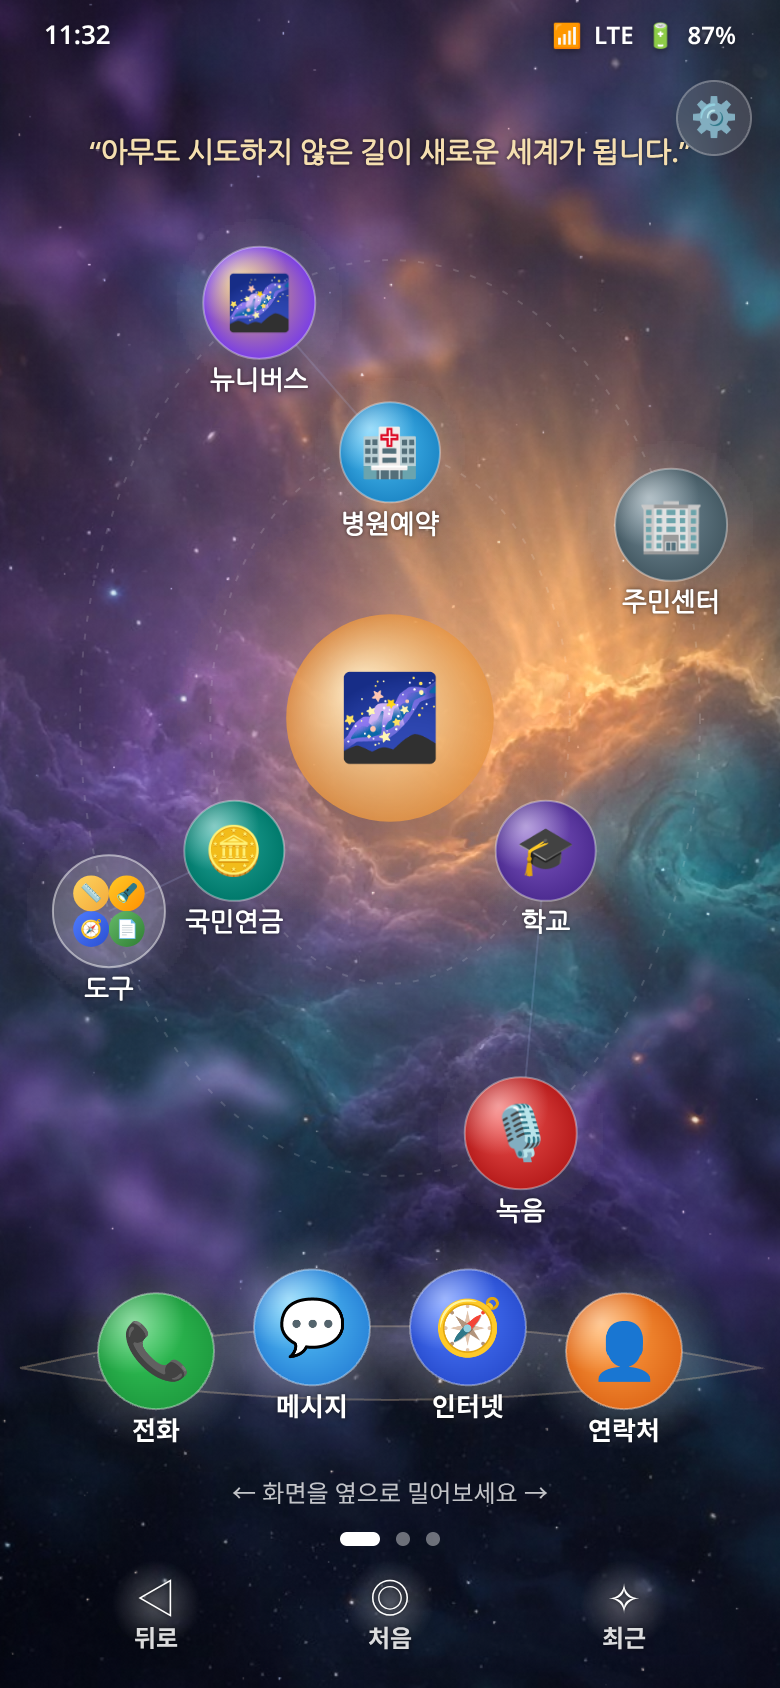 11:32
LTE 87%
“아무도 시도하지 않은 길이 새로운 세계가 됩니다.”
뉴니버스
병원예약
주민센터
국민연금
학교
도구
녹음
메시지
인터넷
전화
연락처
← 화면을 옆으로 밀어보세요 →
뒤로
처음
최근